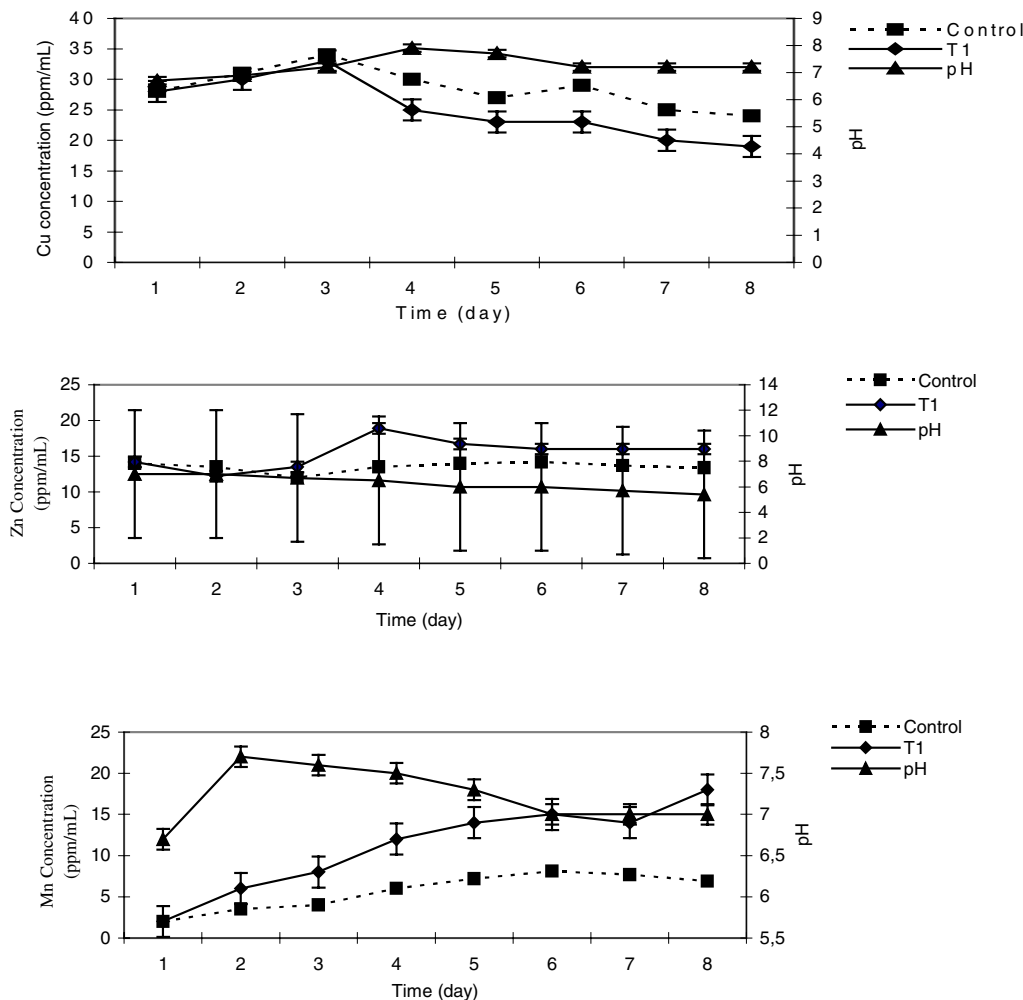 Cu concentration (ppm/mL)
40
35
30
25
20
15
10
5
0
9
8
7
6
5
4
3
2
1
0
pH
1 2 3 4 5 6 7 8
Time (day)
Control
T1
pH
Zn Concentration
(ppm/mL)
25
20
15
10
5
0
14
12
10
8
6
4
2
0
pH
1 2 3 4 5 6 7 8
Time (day)
Control
T1
pH
Mn Concentration
(ppm/mL)
25
20
15
10
5
0
8
7,5
7
6,5
6
5,5
pH
1 2 3 4 5 6 7 8
Time (day)
Control
T1
pH